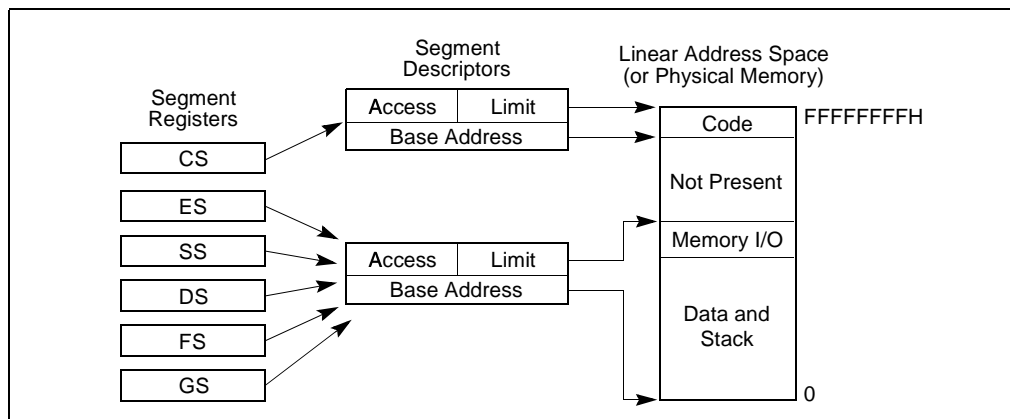 Segment
Registers
CS
ES
SS
DS
FS
GS
Segment
Descriptors
Access
Limit
Base Address
Access
Limit
Base Address
Linear Address Space
(or Physical Memory)
Code
FFFFFFFFH
Not Present
Memory I/O
Data and
Stack
0